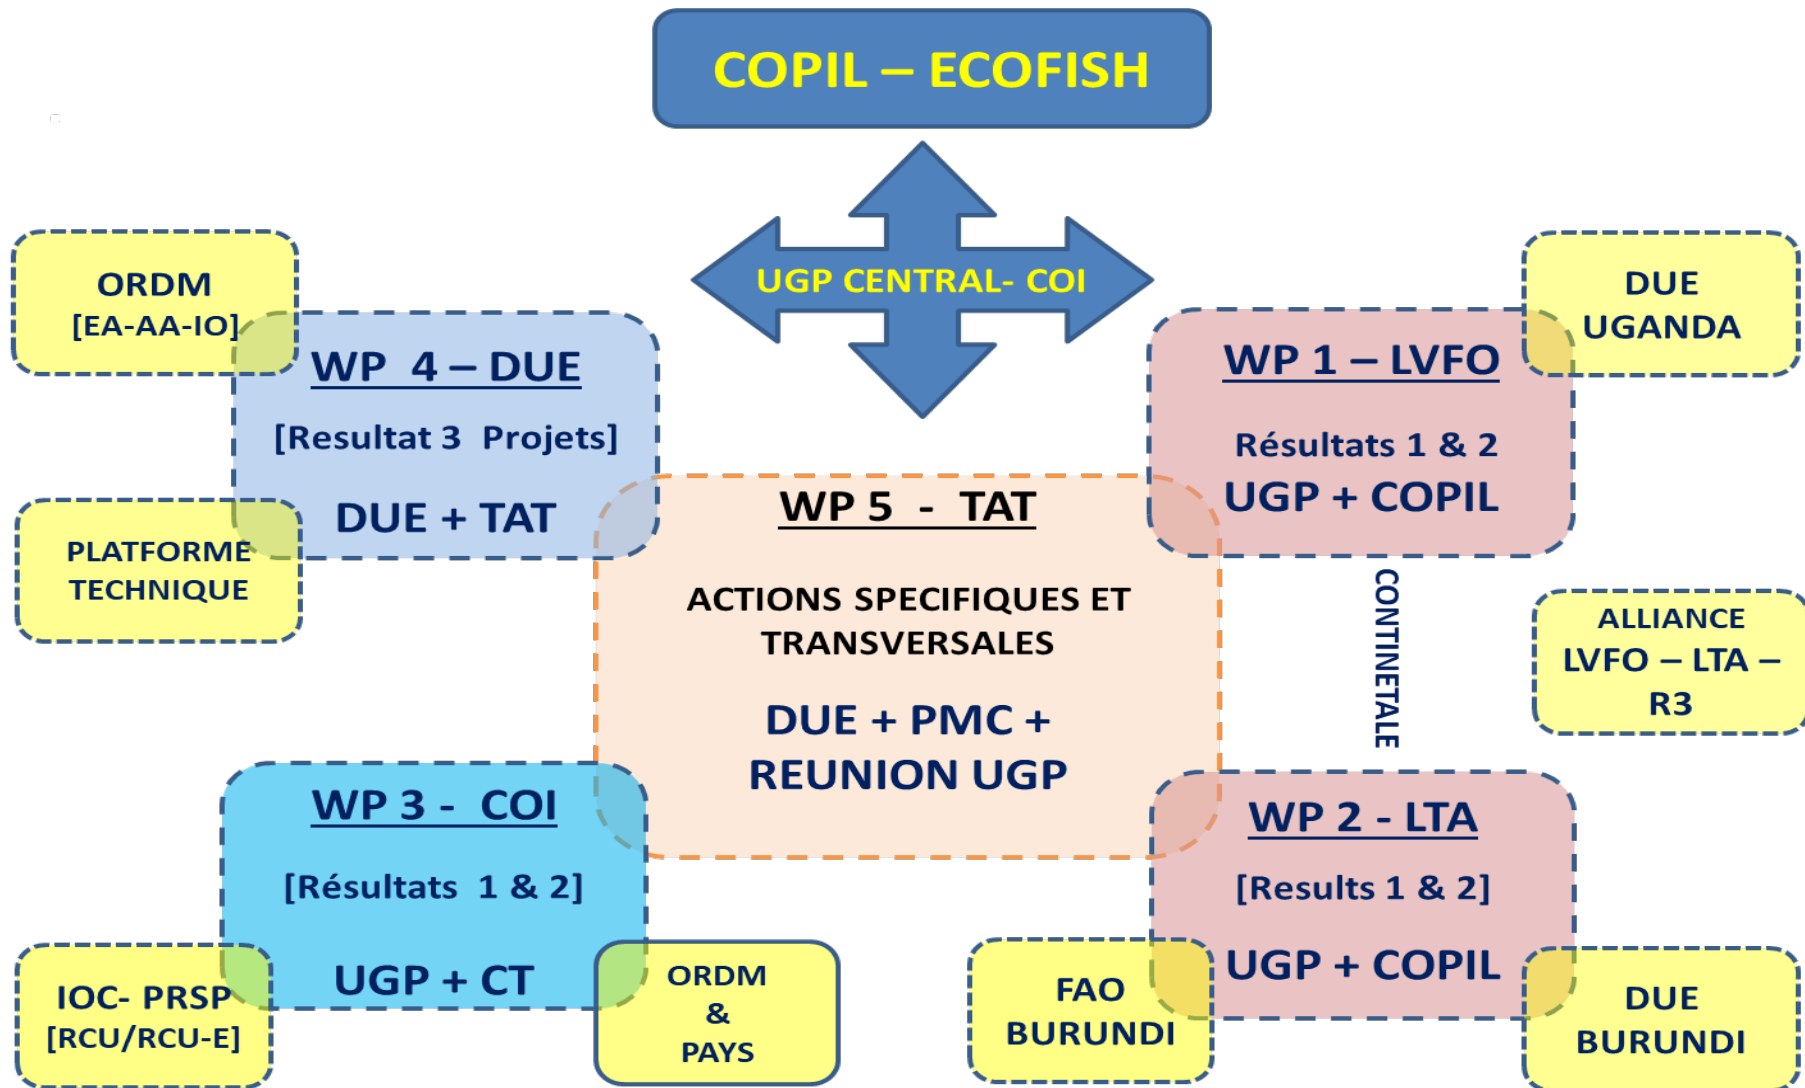 COPIL – ECOFISH
UGP CENTRAL- COI
ORDM
[EA-AA-IO]
WP  4 – DUE
[Resultat 3  Projets]
DUE + TAT
PLATFORME
TECHNIQUE
DUE
UGANDA
WP 1 – LVFO
Résultats 1 & 2
UGP + COPIL
WP 5  -  TAT
ACTIONS SPECIFIQUES ET
TRANSVERSALES
DUE + PMC +
REUNION UGP
CONTINETALE
ALLIANCE
LVFO – LTA –
R3
WP 3 -  COI
[Résultats  1 & 2]
UGP + CT
IOC- PRSP
[RCU/RCU-E]
ORDM
&
PAYS
WP 2 - LTA
[Results 1 & 2]
UGP + COPIL
FAO
BURUNDI
DUE
BURUNDI